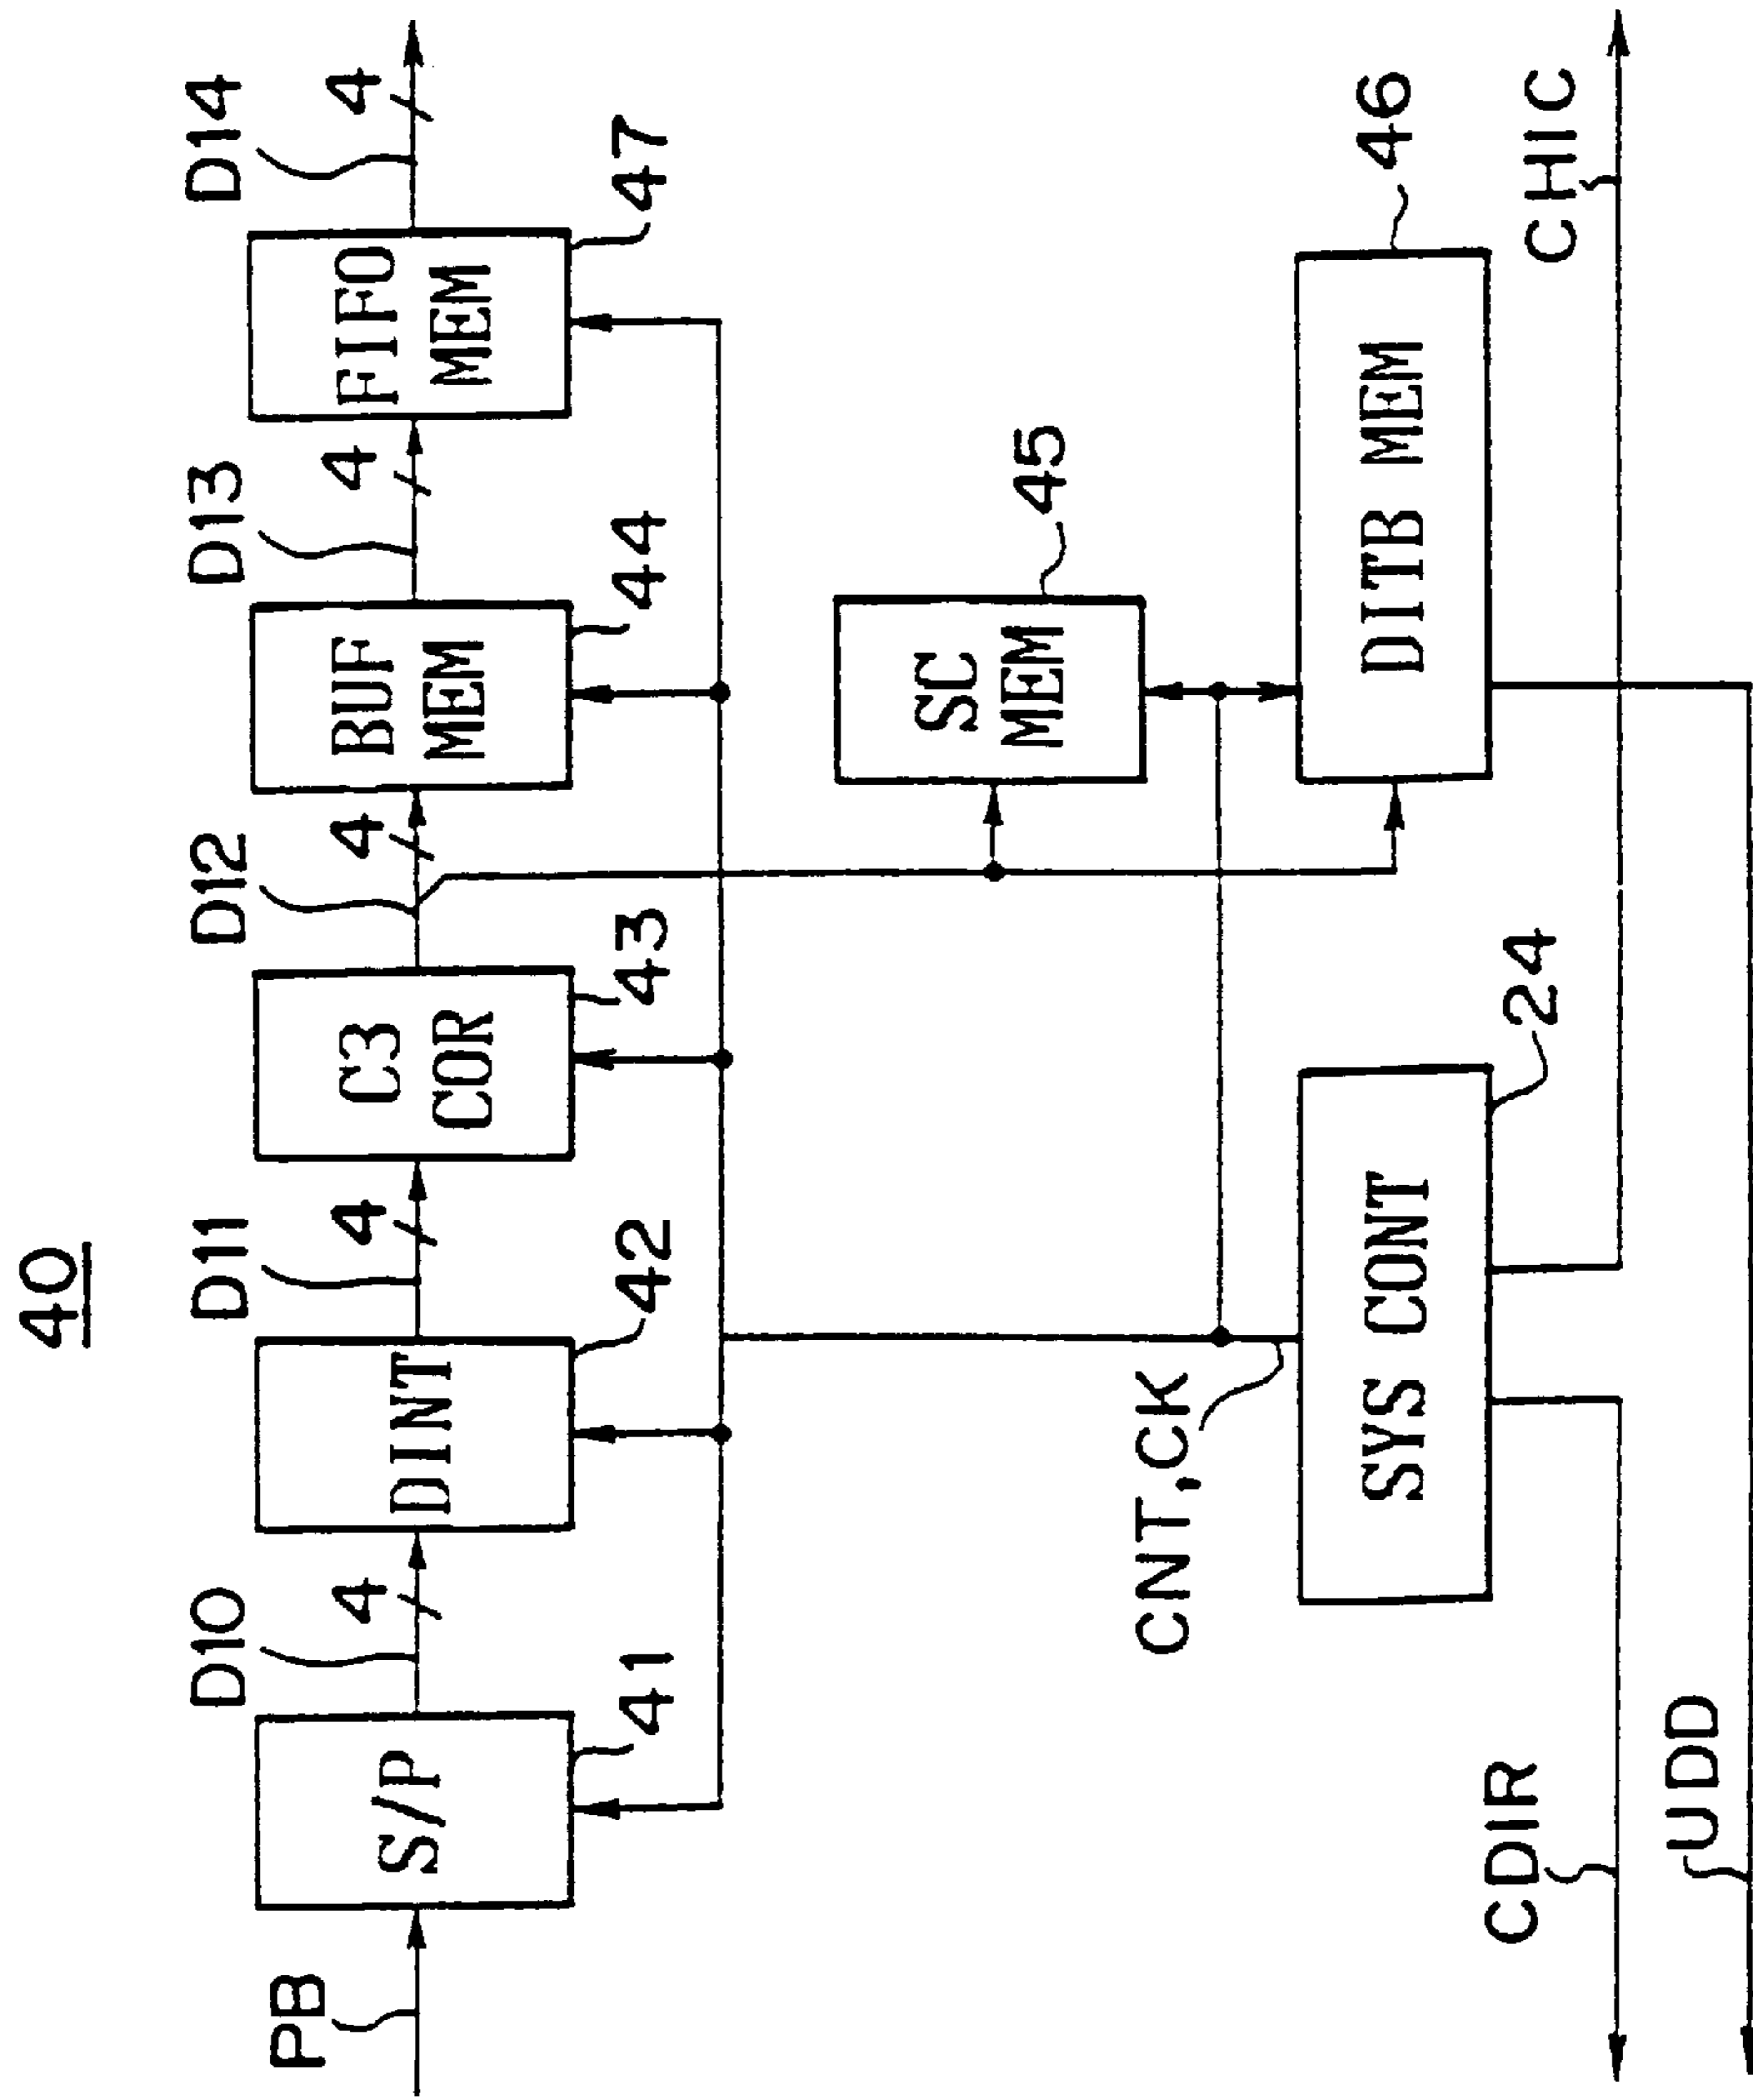 40
PB
D10
D11
D12
D13
D14
4
4
4
4
4
S/P
DINT
C3
COR
BUF
MEM
FIFO
MEM
41
42
43
44
47
SC
MEM
45
CNT,CK
SYS CONT
24
DITB MEM
46
CDIR
CHIC
UDD